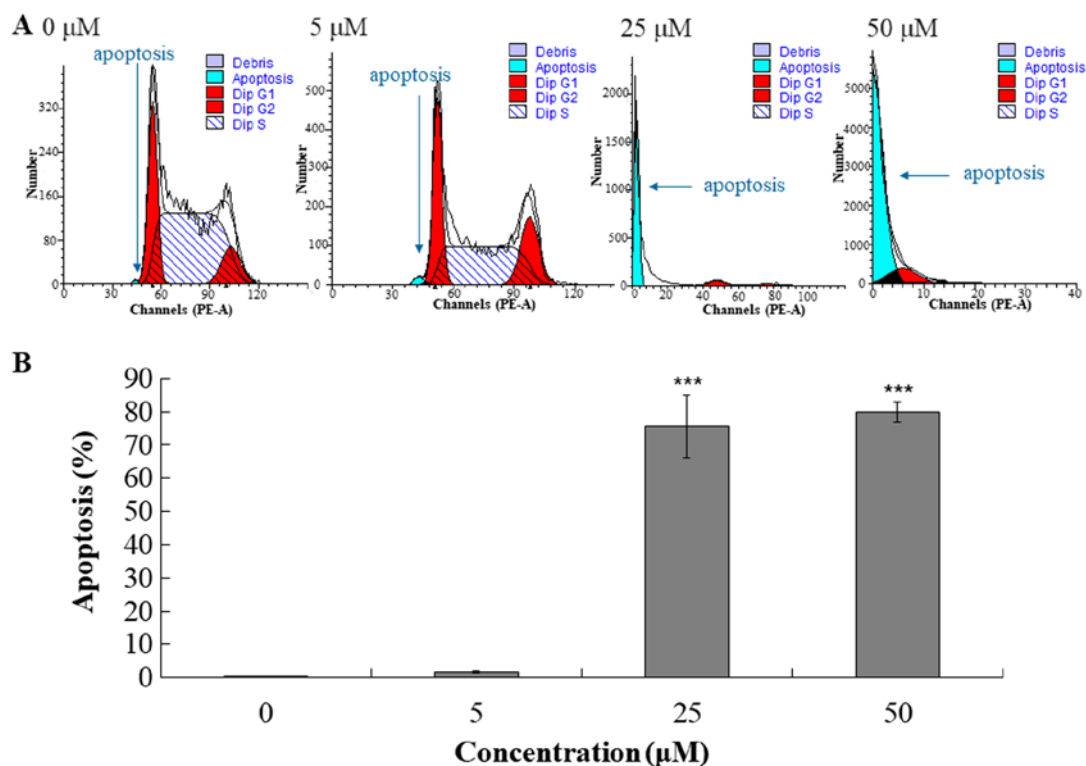 A 0 μM
5 μM
25 μM
50 μM
apoptosis
Debris
Apoptosis
Dip G1
Dip G2
Dip S
Number
320
240
160
80
0
0 30 60 90 120
Channels (PE-A)
apoptosis
Debris
Apoptosis
Dip G1
Dip G2
Dip S
Number
500
400
300
200
100
0
0 30 60 90 120
Channels (PE-A)
Debris
Apoptosis
Dip G1
Dip G2
Dip S
apoptosis
Number
2000
1500
1000
500
0
0 20 40 60 80 100
Channels (PE-A)
Debris
Apoptosis
Dip G1
Dip G2
Dip S
apoptosis
Number
5000
4000
3000
2000
1000
0
0 10 20 30 40
Channels (PE-A)
B
Apoptosis (%)
90
80
70
60
50
40
30
20
10
0
*** ***
0 5 25 50
Concentration (μM)